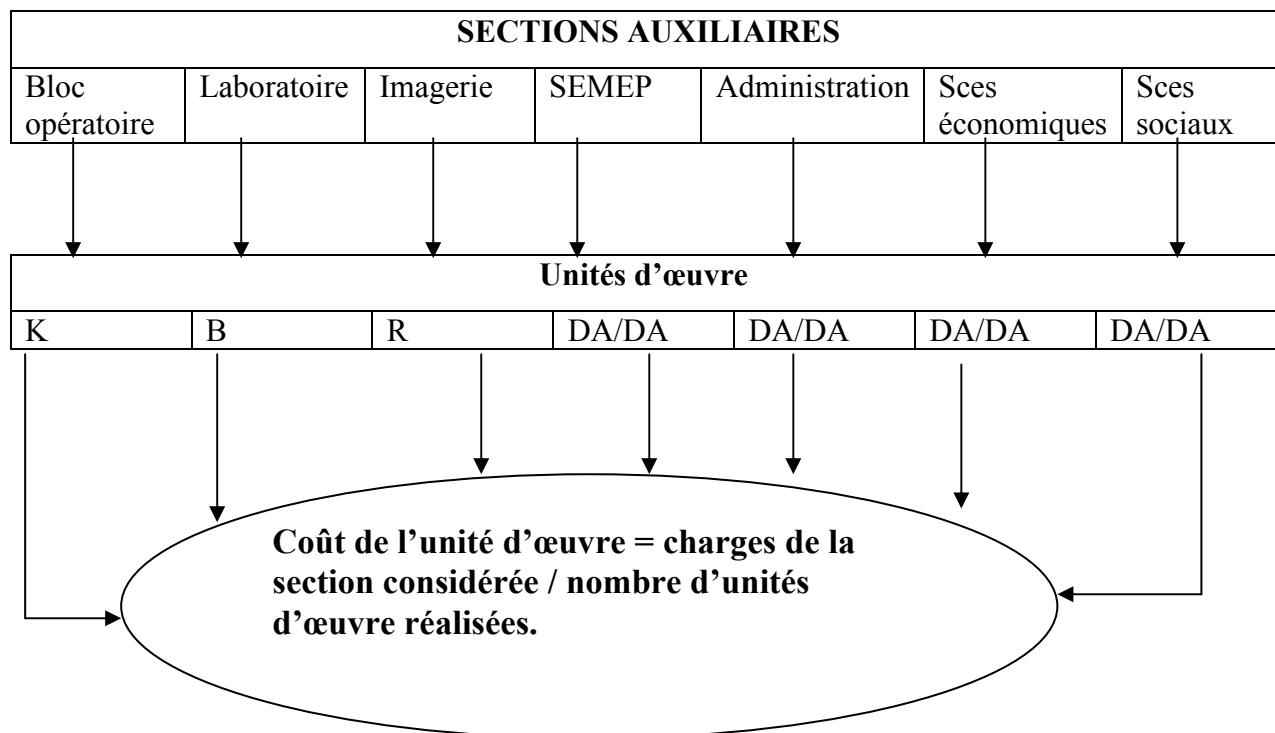 SECTIONS AUXILIAIRES
Bloc opératoire Laboratoire Imagerie SEMEP Administration Sces économiques Sces sociaux
Unités d’œuvre
K B R DA/DA DA/DA DA/DA DA/DA
Coût de l’unité d’œuvre = charges de la
section considérée / nombre d’unités
d’œuvre réalisées.